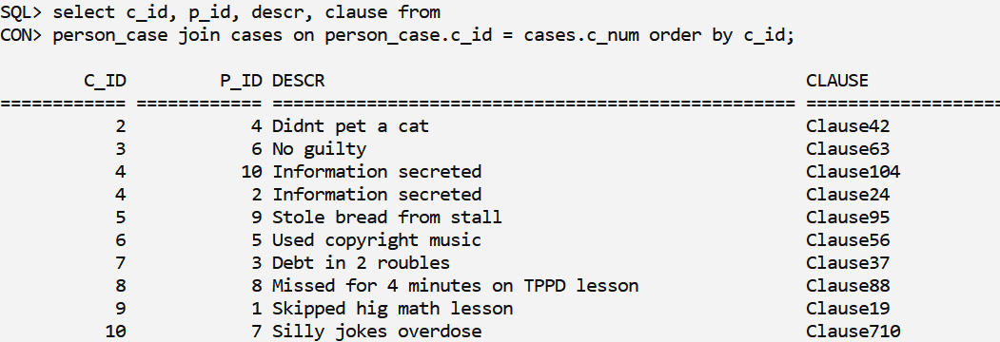 SQL> select c_id, p_id, descr, clause from
CON> person_case join cases on person_case.c_id = cases.c_num order by c_id;
C_ID P_ID DESCR CLAUSE
============ ============ ================================================== ===================
2 4 Didnt pet a cat Clause42
3 6 No guilty Clause63
4 10 Information secreted Clause104
4 2 Information secreted Clause24
5 9 Stole bread from stall Clause95
6 5 Used copyright music Clause56
7 3 Debt in 2 roubles Clause37
8 8 Missed for 4 minutes on TPPD lesson Clause88
9 1 Skipped hig math lesson Clause19
10 7 Silly jokes overdose Clause710